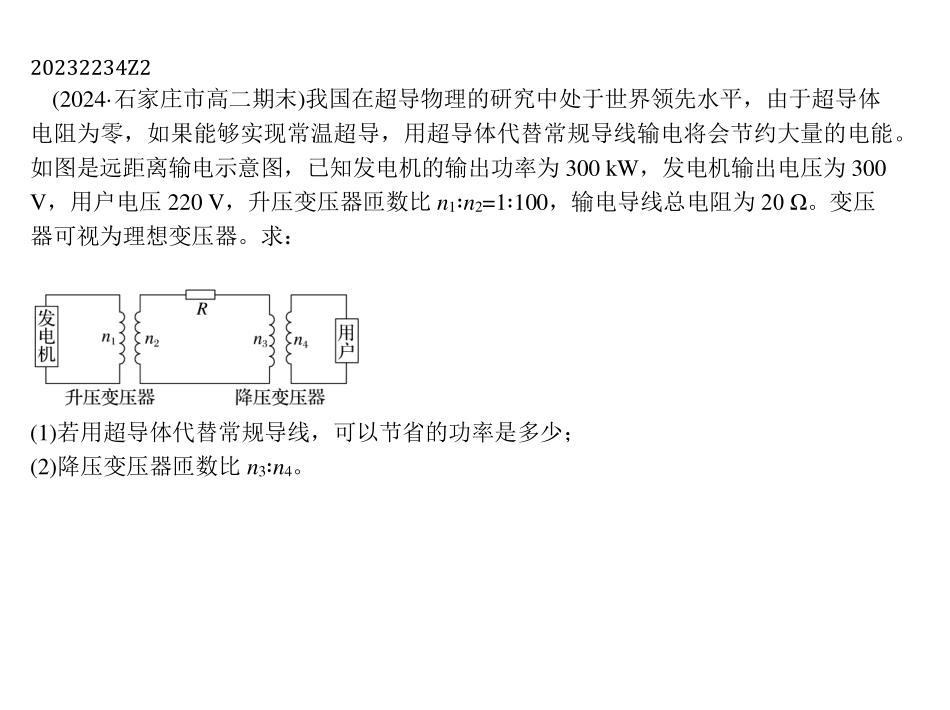 20232234Z2
(2024·石家庄市高二期末)我国在超导物理的研究中处于世界领先水平，由于超导体
电阻为零，如果能够实现常温超导，用超导体代替常规导线输电将会节约大量的电能。
如图是远距离输电示意图，已知发电机的输出功率为 300 kW，发电机输出电压为 300
V，用户电压 220 V，升压变压器匝数比 n₁∶n₂=1∶100，输电导线总电阻为 20 Ω。变压
器可视为理想变压器。求：
发电机 n₁ n₂ R n₃ n₄ 用户
升压变压器 降压变压器
(1)若用超导体代替常规导线，可以节省的功率是多少；
(2)降压变压器匝数比 n₃∶n₄。